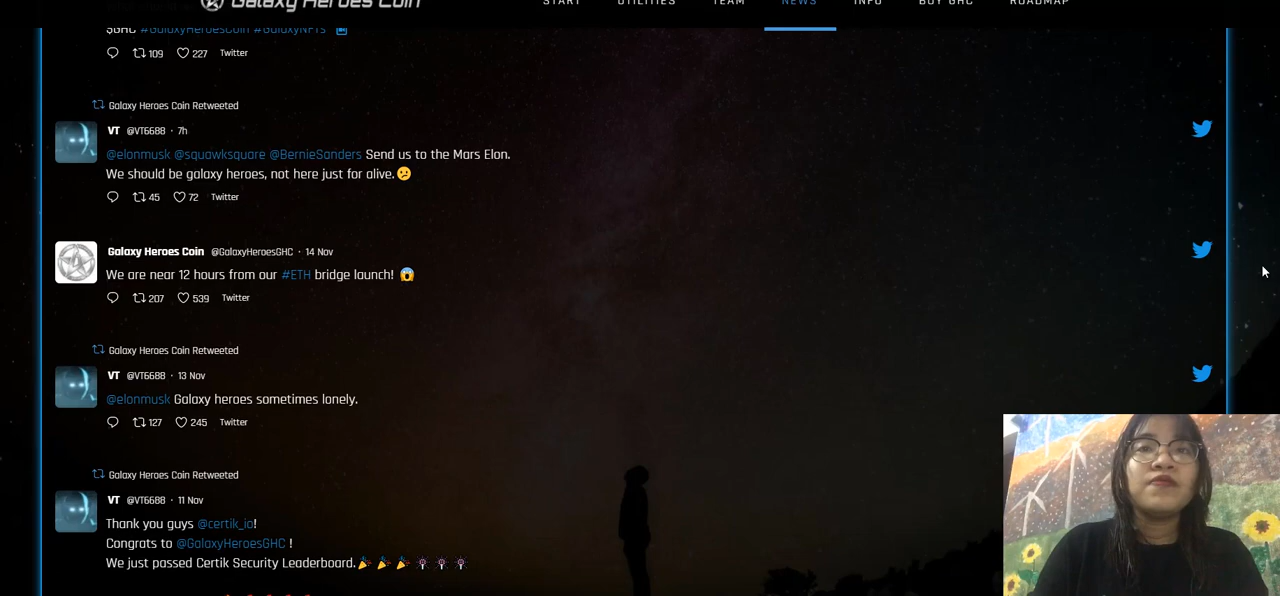 Galaxy Heroes Coin
START UTILITIES TEAM NEWS INFO BUY GHC ROADMAP
$GHC #GalaxyHeroesCoin #GalaxyNFTs
109 227 Twitter
Galaxy Heroes Coin Retweeted
VT @VT6688 · 7h
@elonmusk @squawksquare @BernieSanders Send us to the Mars Elon.
We should be galaxy heroes, not here just for alive.😕
45 72 Twitter
Galaxy Heroes Coin @GalaxyHeroesGHC · 14 Nov
We are near 12 hours from our #ETH bridge launch! 😱
207 539 Twitter
Galaxy Heroes Coin Retweeted
VT @VT6688 · 13 Nov
@elonmusk Galaxy heroes sometimes lonely.
127 245 Twitter
Galaxy Heroes Coin Retweeted
VT @VT6688 · 11 Nov
Thank you guys @certik_io!
Congrats to @GalaxyHeroesGHC !
We just passed Certik Security Leaderboard.🎉 🎉 🎉